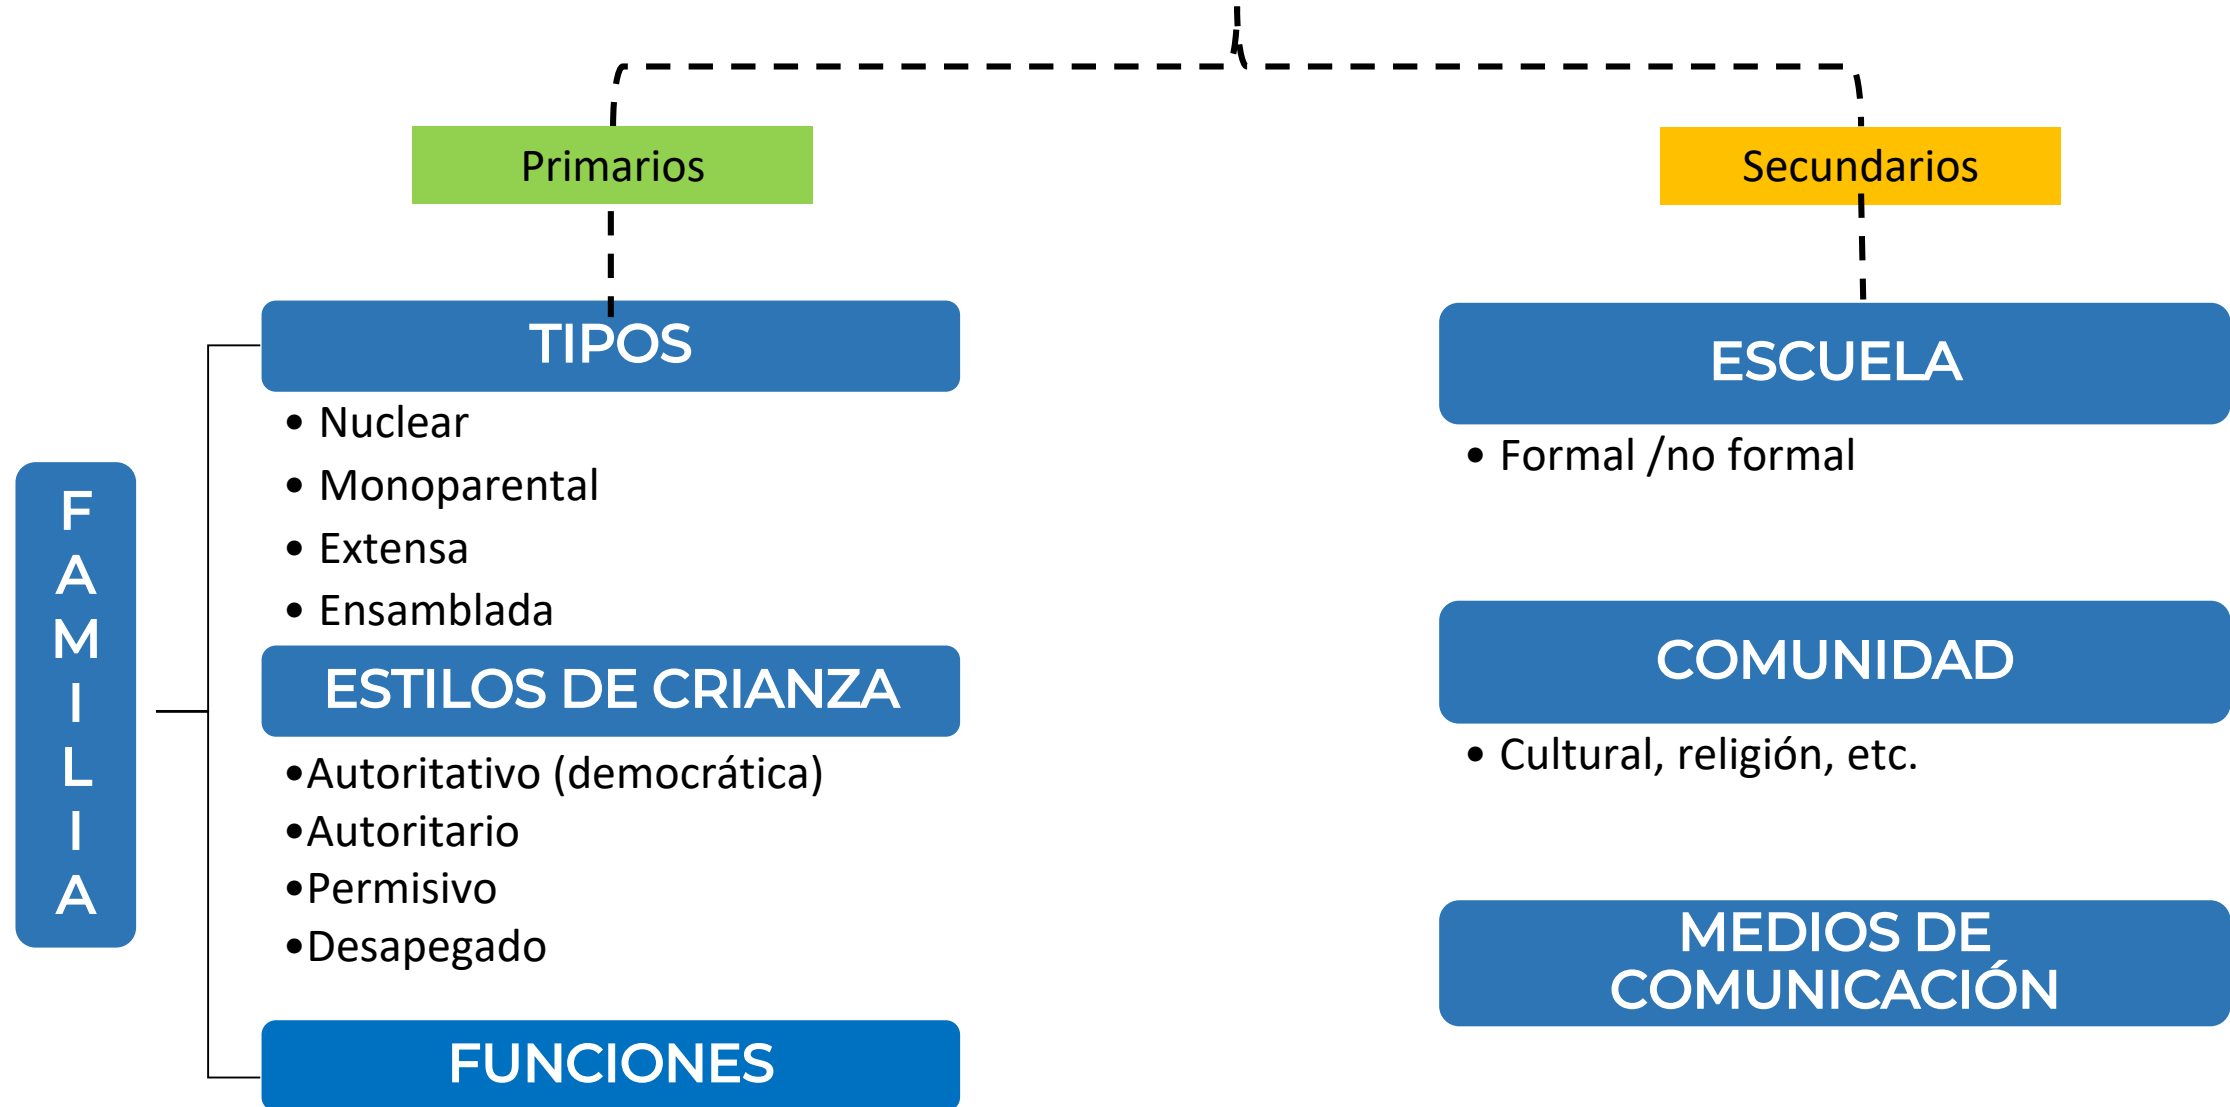 Primarios
Secundarios
FAMILIA
TIPOS
• Nuclear
• Monoparental
• Extensa
• Ensamblada
ESTILOS DE CRIANZA
•Autoritativo (democrática)
•Autoritario
•Permisivo
•Desapegado
FUNCIONES
ESCUELA
• Formal /no formal
COMUNIDAD
• Cultural, religión, etc.
MEDIOS DE
COMUNICACIÓN